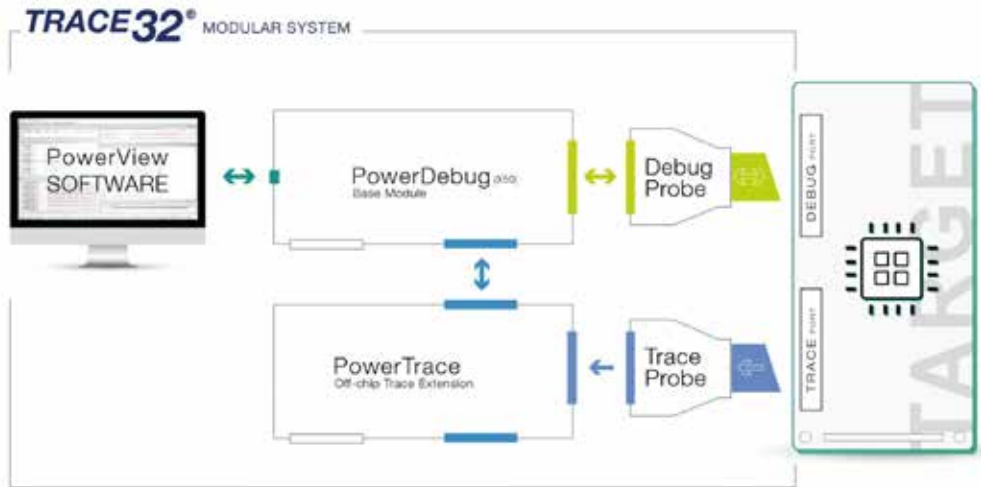 TRACE32® MODULAR SYSTEM
PowerView
SOFTWARE
PowerDebug
Base Module
Debug
Probe
DEBUG PORT
TARGET
PowerTrace
Off-chip Trace Extension
Trace
Probe
TRACE PORT